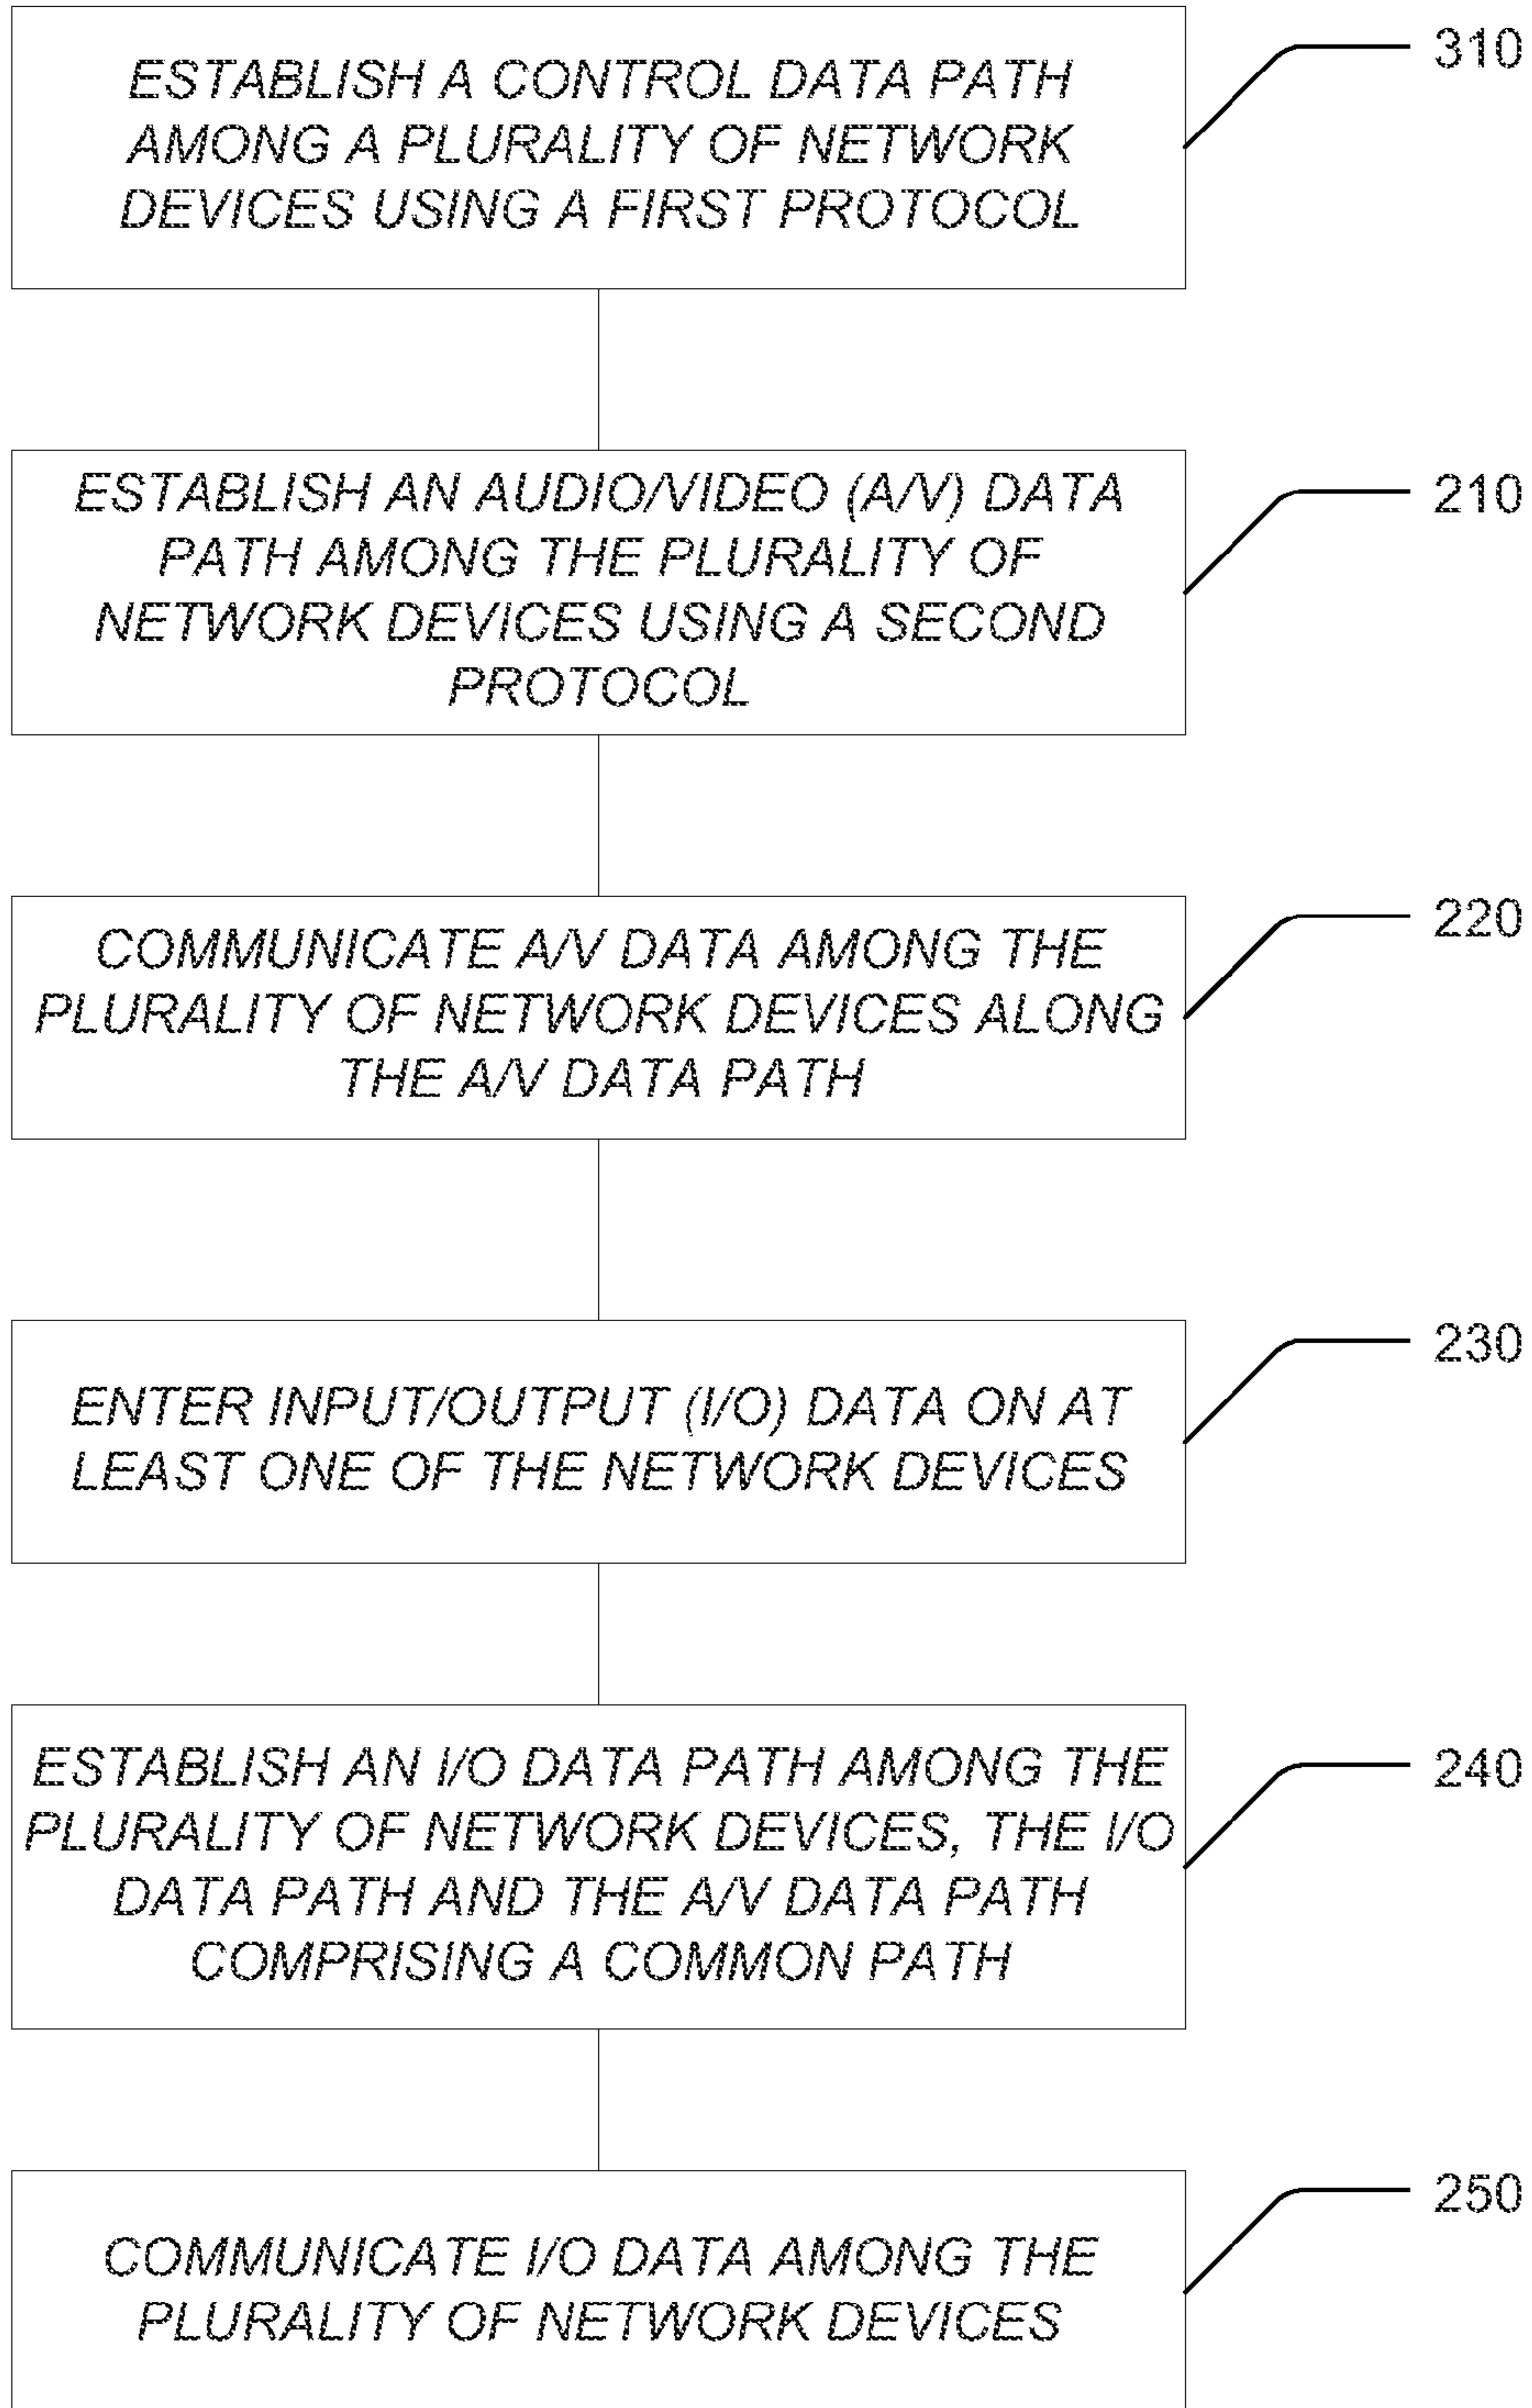 ESTABLISH A CONTROL DATA PATH
AMONG A PLURALITY OF NETWORK
DEVICES USING A FIRST PROTOCOL
310
ESTABLISH AN AUDIO/VIDEO (A/V) DATA
PATH AMONG THE PLURALITY OF
NETWORK DEVICES USING A SECOND
PROTOCOL
210
COMMUNICATE A/V DATA AMONG THE
PLURALITY OF NETWORK DEVICES ALONG
THE A/V DATA PATH
220
ENTER INPUT/OUTPUT (I/O) DATA ON AT
LEAST ONE OF THE NETWORK DEVICES
230
ESTABLISH AN I/O DATA PATH AMONG THE
PLURALITY OF NETWORK DEVICES, THE I/O
DATA PATH AND THE A/V DATA PATH
COMPRISING A COMMON PATH
240
COMMUNICATE I/O DATA AMONG THE
PLURALITY OF NETWORK DEVICES
250